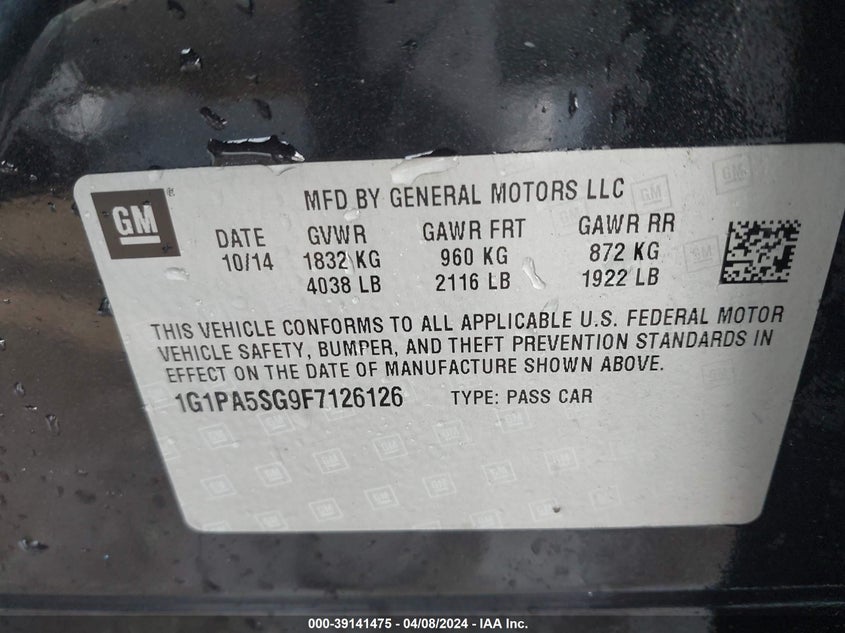 GM
MFD BY GENERAL MOTORS LLC
DATE GVWR GAWR FRT GAWR RR
10/14 1832 KG 960 KG 872 KG
4038 LB 2116 LB 1922 LB
THIS VEHICLE CONFORMS TO ALL APPLICABLE U.S. FEDERAL MOTOR
VEHICLE SAFETY, BUMPER, AND THEFT PREVENTION STANDARDS IN
EFFECT ON THE DATE OF MANUFACTURE SHOWN ABOVE.
1G1PA5SG9F7126126 TYPE: PASS CAR
000-39141475 - 04/08/2024 - IAA Inc.